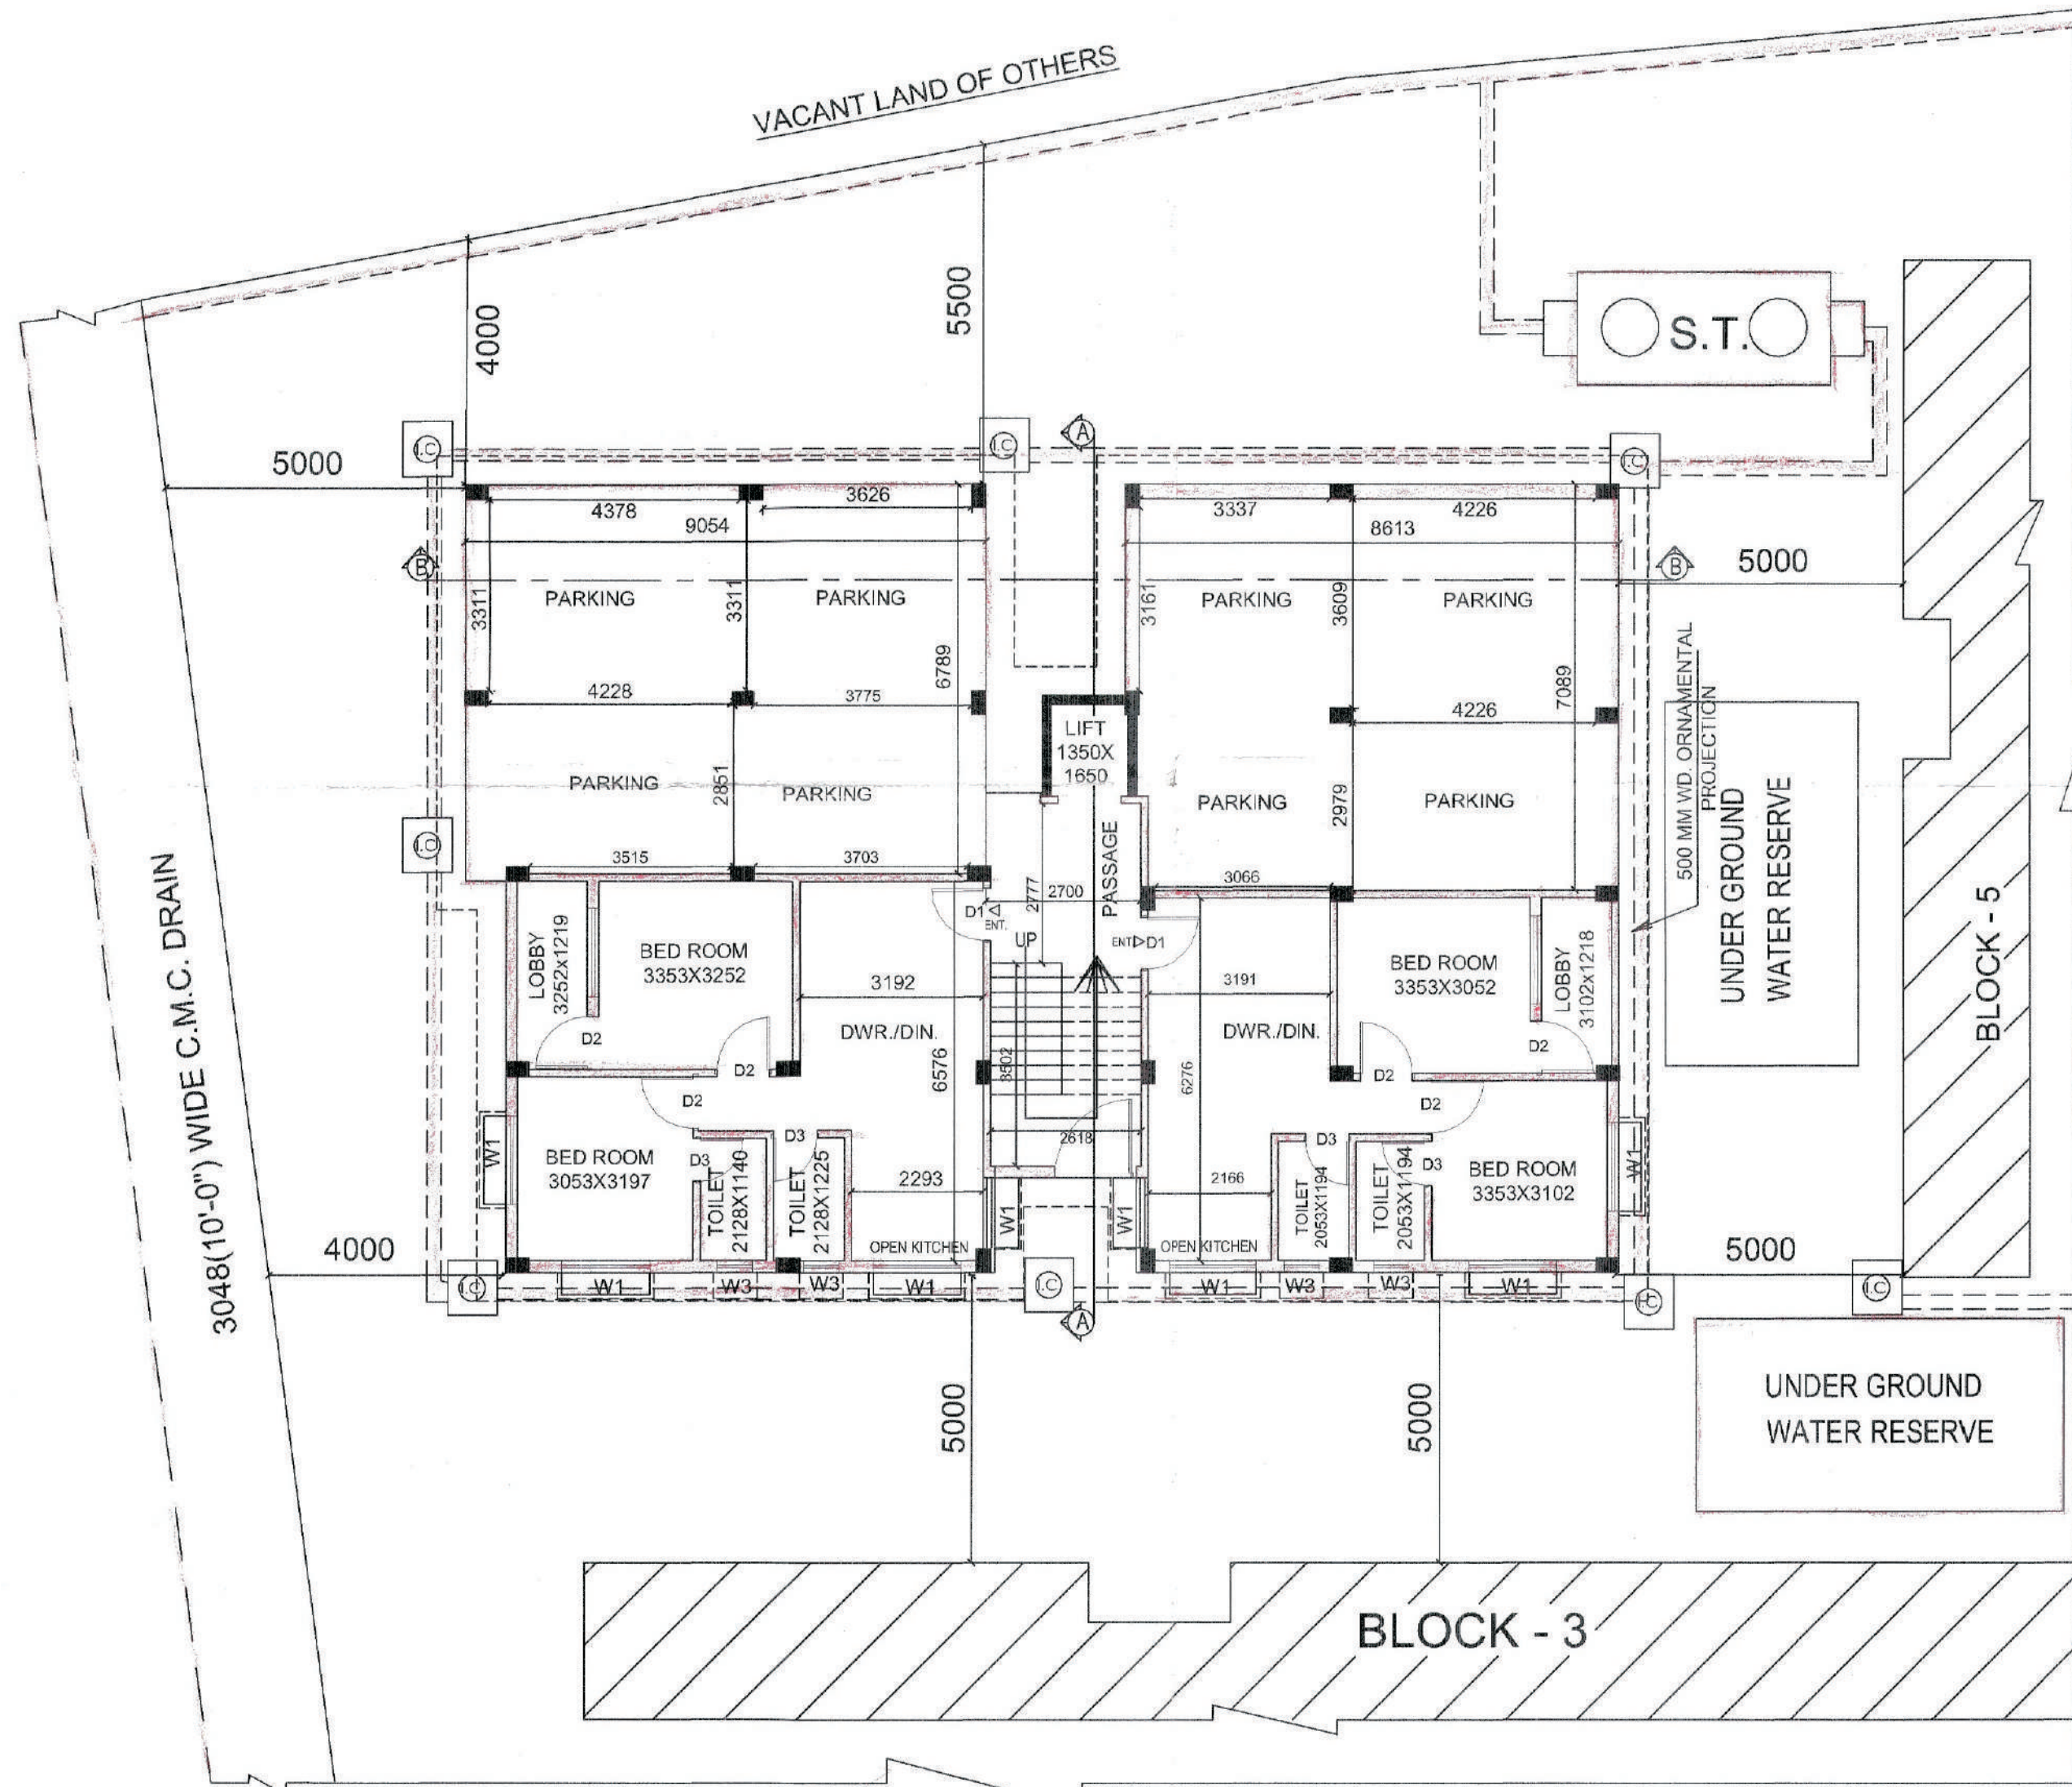 VACANT LAND OF OTHERS
4000
5500
S.T.
5000
I.C
I.C
A
I.C
4378
3626
9054
3337
4226
8613
B
B
5000
3311
PARKING
3311
PARKING
3161
PARKING
3609
PARKING
6789
7089
4228
3775
4226
LIFT
1350X
1650
500 MM WD. ORNAMENTAL
PROJECTION
UNDER GROUND
WATER RESERVE
PARKING
2851
PARKING
PARKING
2979
PARKING
3515
3703
PASSAGE
3066
2777
2700
D1
ENT.
UP
ENT
D1
3048(10'-0") WIDE C.M.C. DRAIN
LOBBY
3252x1219
BED ROOM
3353X3252
3192
3191
BED ROOM
3353X3052
LOBBY
3102x1218
BLOCK - 5
D2
DWR./DIN.
DWR./DIN.
D2
D2
6576
3502
6276
D2
D2
D2
D3
2618
D3
W1
BED ROOM
3053X3197
D3
TOILET
2128X1140
TOILET
2128X1225
2293
2166
TOILET
2053X1194
TOILET
2053X1194
D3
BED ROOM
3353X3102
W1
4000
OPEN KITCHEN
W1
W1
OPEN KITCHEN
5000
I.C
W1
W3
W3
W1
I.C
W1
W3
W3
W1
I.C
I.C
A
5000
5000
UNDER GROUND
WATER RESERVE
BLOCK - 3